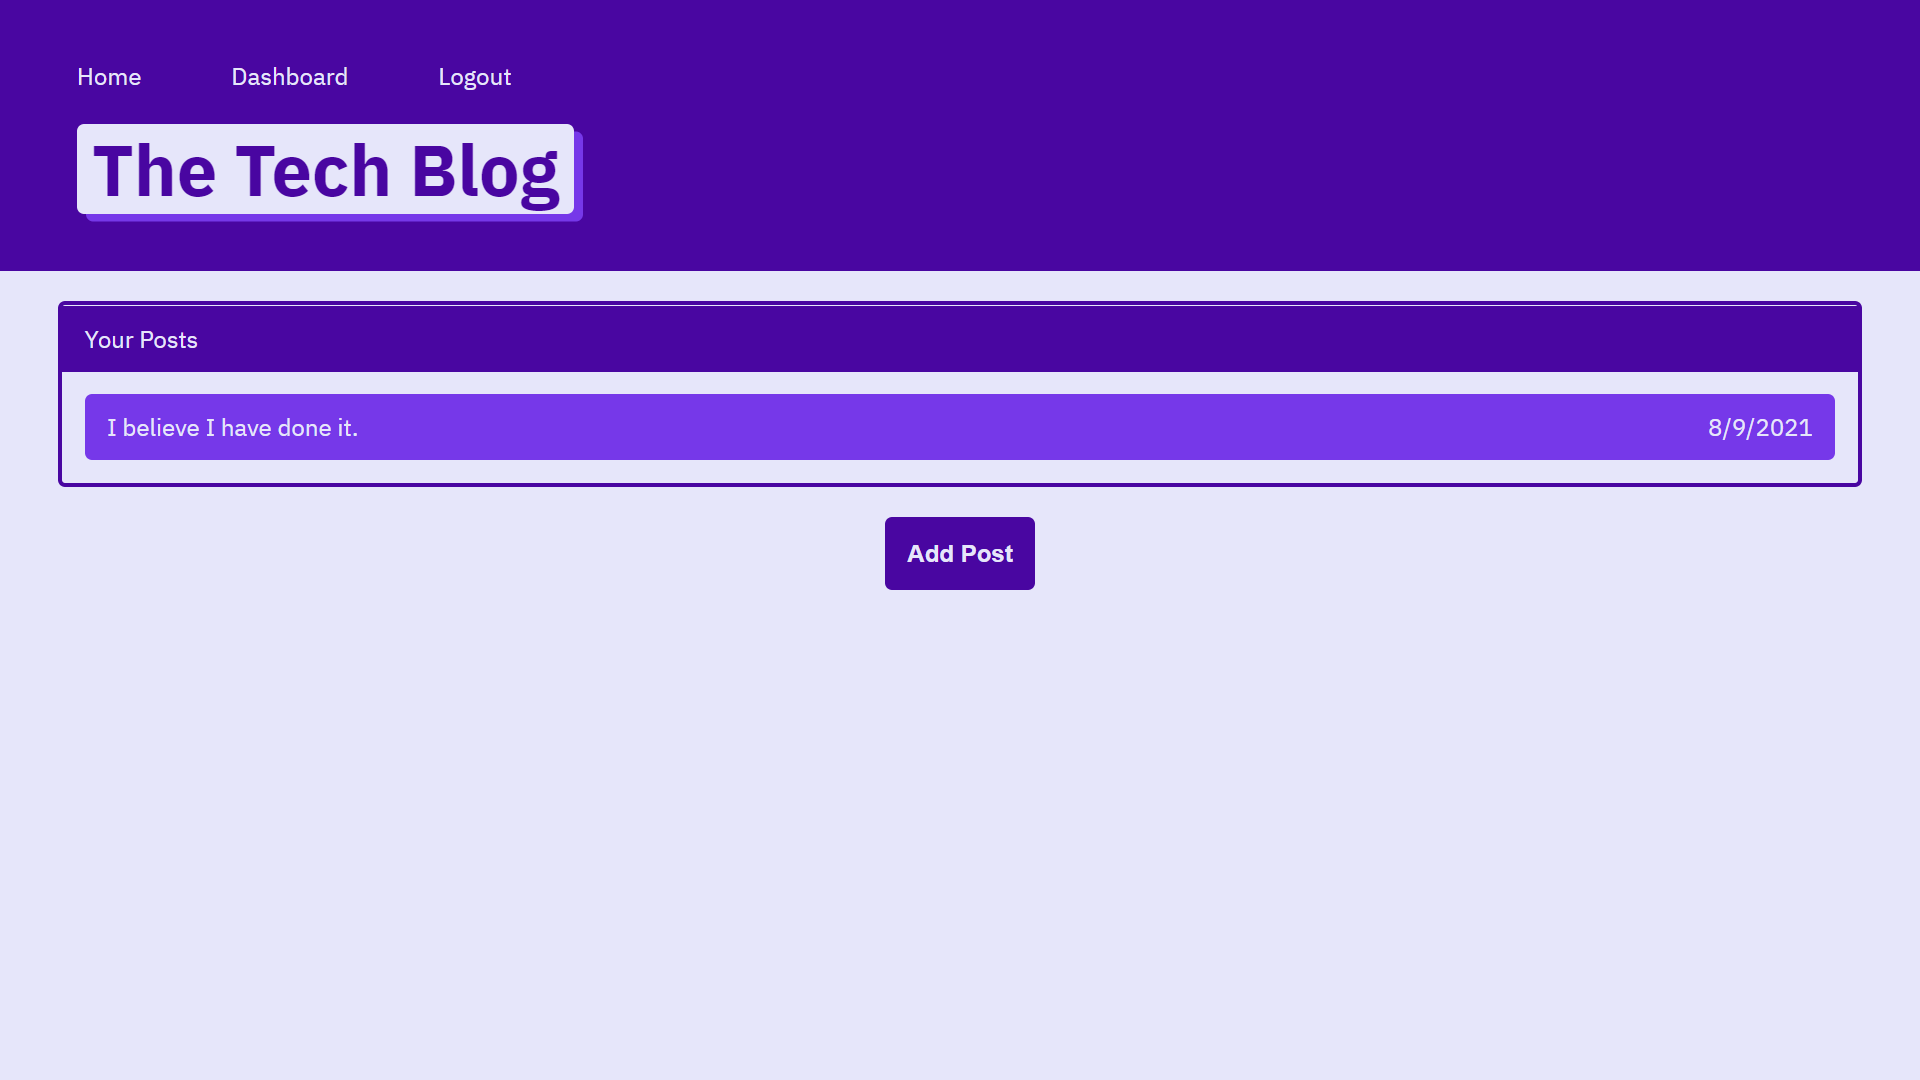 Home Dashboard Logout
The Tech Blog
Your Posts
I believe I have done it. 8/9/2021
Add Post